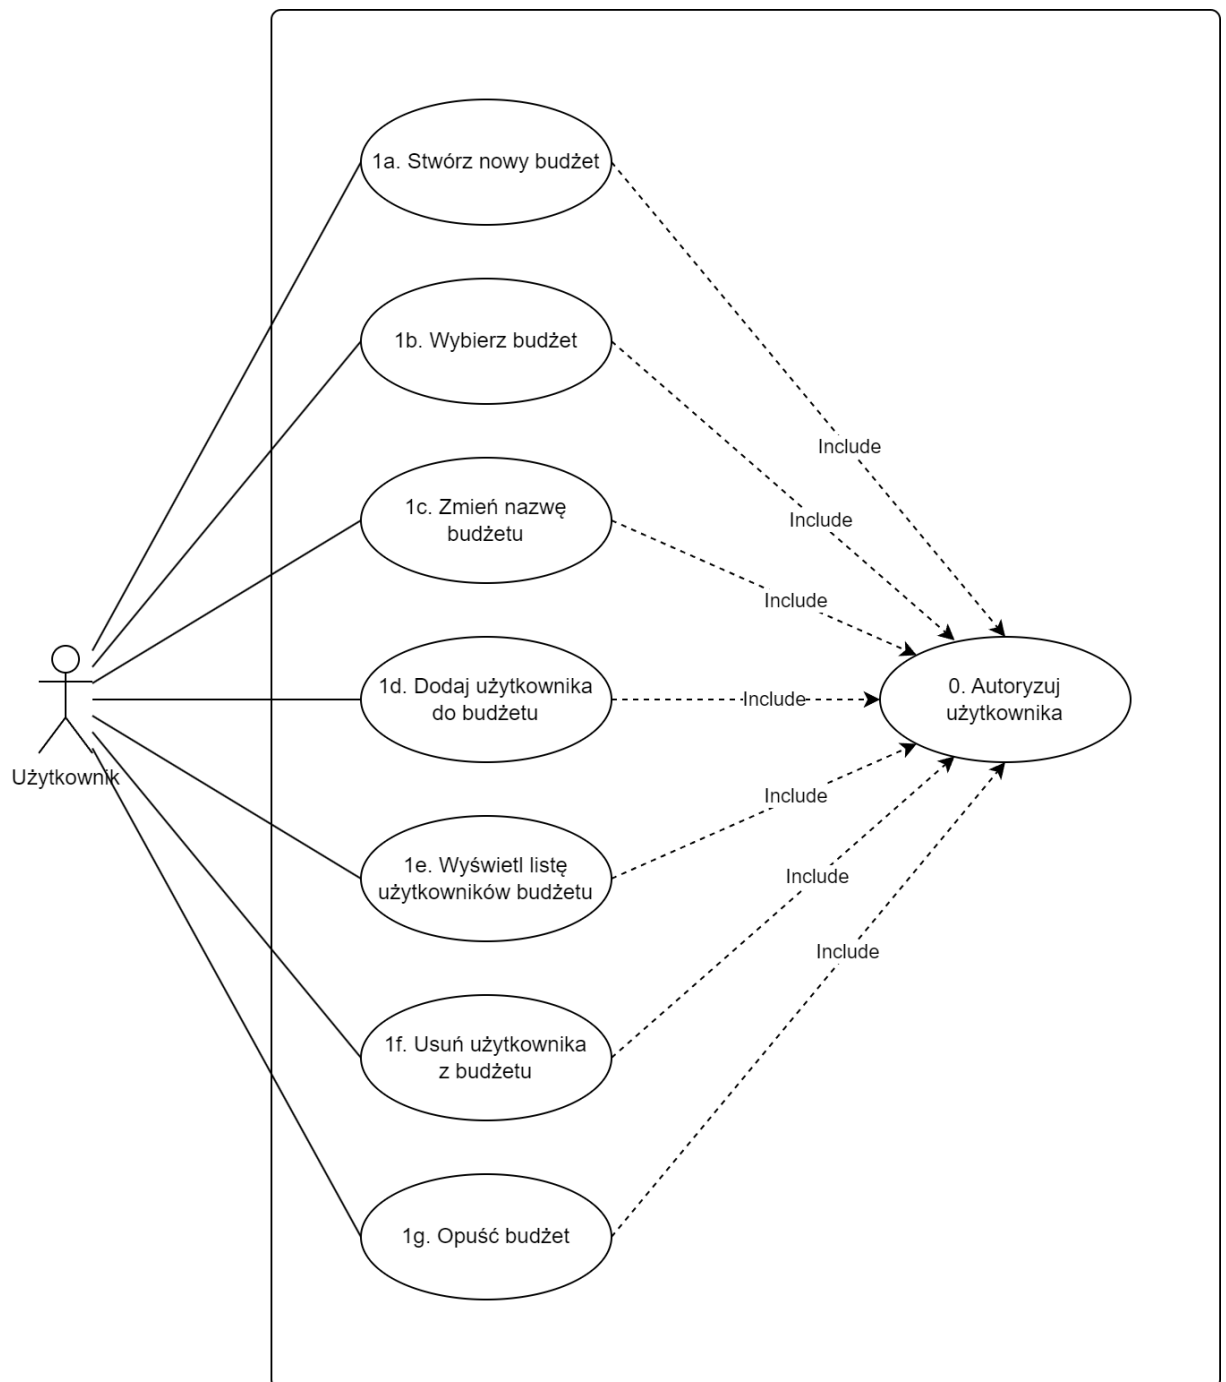 1a. Stwórz nowy budżet
1b. Wybierz budżet
Include
1c. Zmień nazwę
budżetu
Include
Include
1d. Dodaj użytkownika
do budżetu
Include
0. Autoryzuj
użytkownika
Użytkownik
Include
1e. Wyświetl listę
użytkowników budżetu
Include
Include
1f. Usuń użytkownika
z budżetu
1g. Opuść budżet